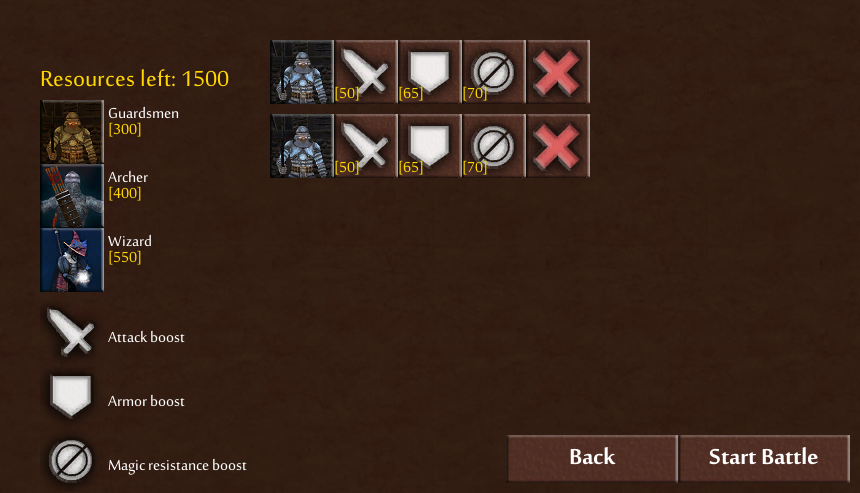 Resources left: 1500
Guardsmen
[300]
Archer
[400]
Wizard
[550]
Attack boost
Armor boost
Magic resistance boost
[50] [65] [70]
[50] [65] [70]
Back Start Battle